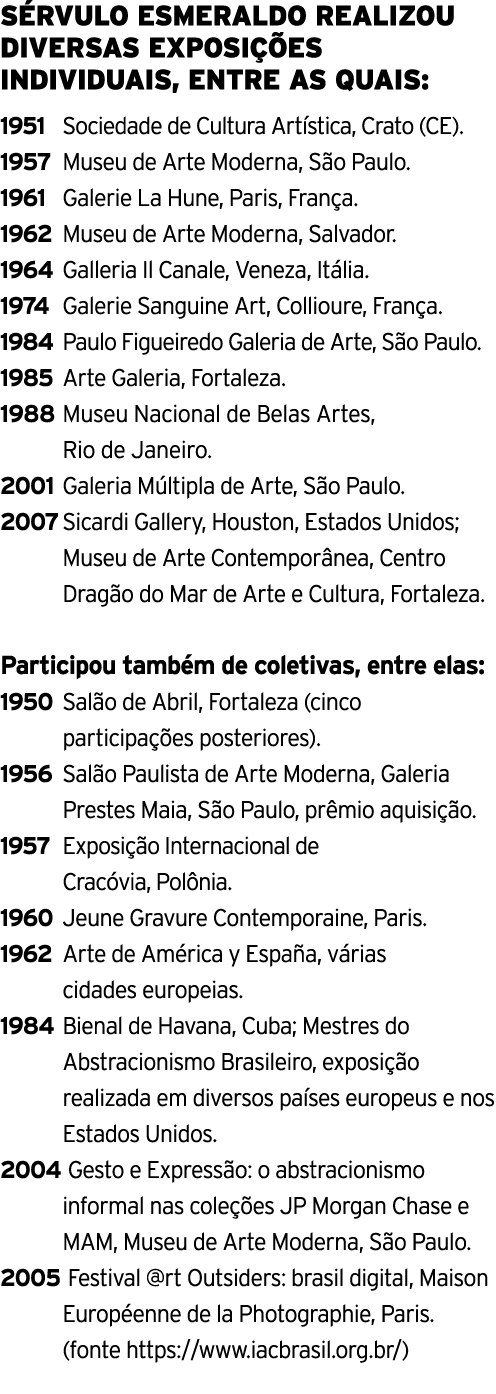 SÉRVULO ESMERALDO REALIZOU
DIVERSAS EXPOSIÇÕES
INDIVIDUAIS, ENTRE AS QUAIS:
1951 Sociedade de Cultura Artística, Crato (CE).
1957 Museu de Arte Moderna, São Paulo.
1961 Galerie La Hune, Paris, França.
1962 Museu de Arte Moderna, Salvador.
1964 Galleria Il Canale, Veneza, Itália.
1974 Galerie Sanguine Art, Collioure, França.
1984 Paulo Figueiredo Galeria de Arte, São Paulo.
1985 Arte Galeria, Fortaleza.
1988 Museu Nacional de Belas Artes,
Rio de Janeiro.
2001 Galeria Múltipla de Arte, São Paulo.
2007 Sicardi Gallery, Houston, Estados Unidos;
Museu de Arte Contemporânea, Centro
Dragão do Mar de Arte e Cultura, Fortaleza.
Participou também de coletivas, entre elas:
1950 Salão de Abril, Fortaleza (cinco
participações posteriores).
1956 Salão Paulista de Arte Moderna, Galeria
Prestes Maia, São Paulo, prêmio aquisição.
1957 Exposição Internacional de
Cracóvia, Polônia.
1960 Jeune Gravure Contemporaine, Paris.
1962 Arte de América y España, várias
cidades europeias.
1984 Bienal de Havana, Cuba; Mestres do
Abstracionismo Brasileiro, exposição
realizada em diversos países europeus e nos
Estados Unidos.
2004 Gesto e Expressão: o abstracionismo
informal nas coleções JP Morgan Chase e
MAM, Museu de Arte Moderna, São Paulo.
2005 Festival @rt Outsiders: brasil digital, Maison
Européenne de la Photographie, Paris.
(fonte https://www.iacbrasil.org.br/)